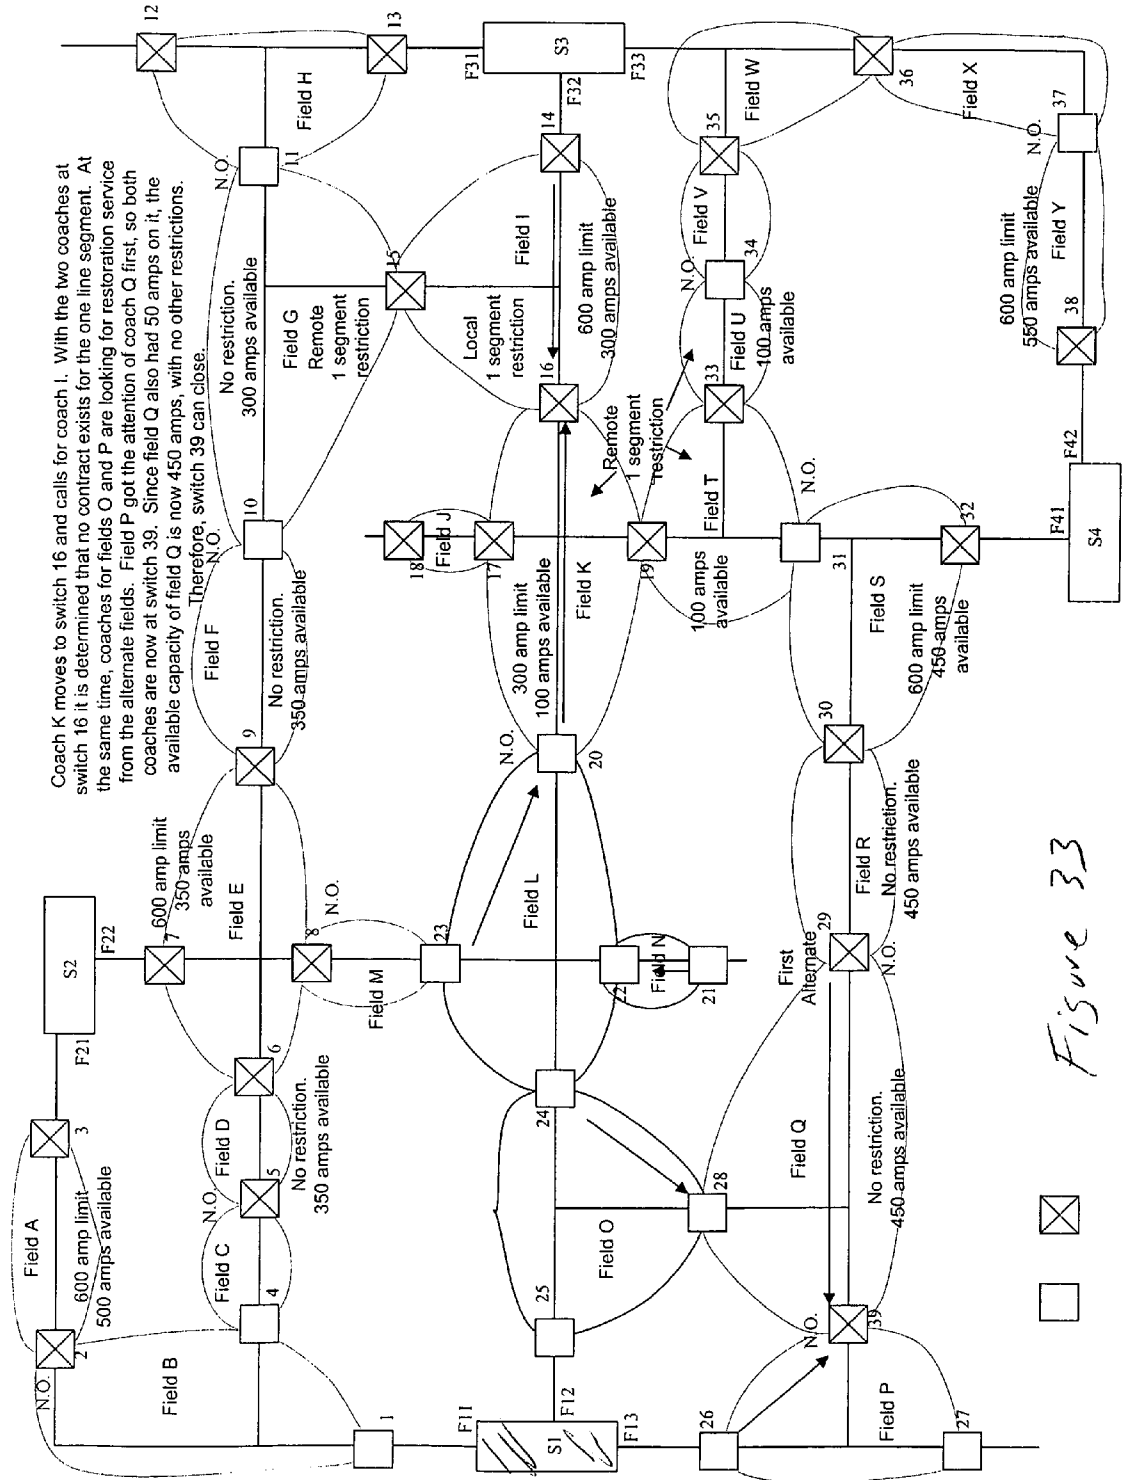 Coach K moves to switch 16 and calls for coach I. With the two coaches at
switch 16 it is determined that no contract exists for the one line segment. At
the same time, coaches for fields O and P are looking for restoration service
from the alternate fields. Field P got the attention of coach Q first, so both
coaches are now at switch 39. Since field Q also had 50 amps on it, the
available capacity of field Q is now 450 amps, with no other restrictions.
Therefore, switch 39 can close.
12
13
N.O.
11
Field H
F31
S3
F32
F33
14
Field I
15
No restriction.
300 amps available
Field G
Remote
1 segment
restriction
Local
1 segment
restriction
600 amp limit
300 amps available
16
10
N.O.
Field F
No restriction.
350 amps available
9
600 amp limit
350 amps
available
7
F22
S2
F21
Field E
8
N.O.
Field M
23
6
Field D
No restriction.
350 amps available
5
N.O.
Field C
4
3
Field A
600 amp limit
500 amps available
2
N.O.
Field B
1
F11
S1
F12
F13
25
24
Field O
28
Field L
22
Field N
21
N.O.
20
300 amp limit
100 amps available
Field K
18
Field J
17
19
Remote
1 segment
restriction
Field T
100 amps
available
33
Field U
100 amps
available
N.O.
34
Field V
35
Field W
36
Field X
37
N.O.
600 amp limit
550 amps available
Field Y
38
F42
S4
F41
32
N.O.
31
Field S
600 amp limit
450 amps
available
30
Field R
No restriction.
450 amps available
29
First
Alternate
N.O.
Field Q
No restriction.
450 amps available
39
N.O.
26
Field P
27
Figure 33